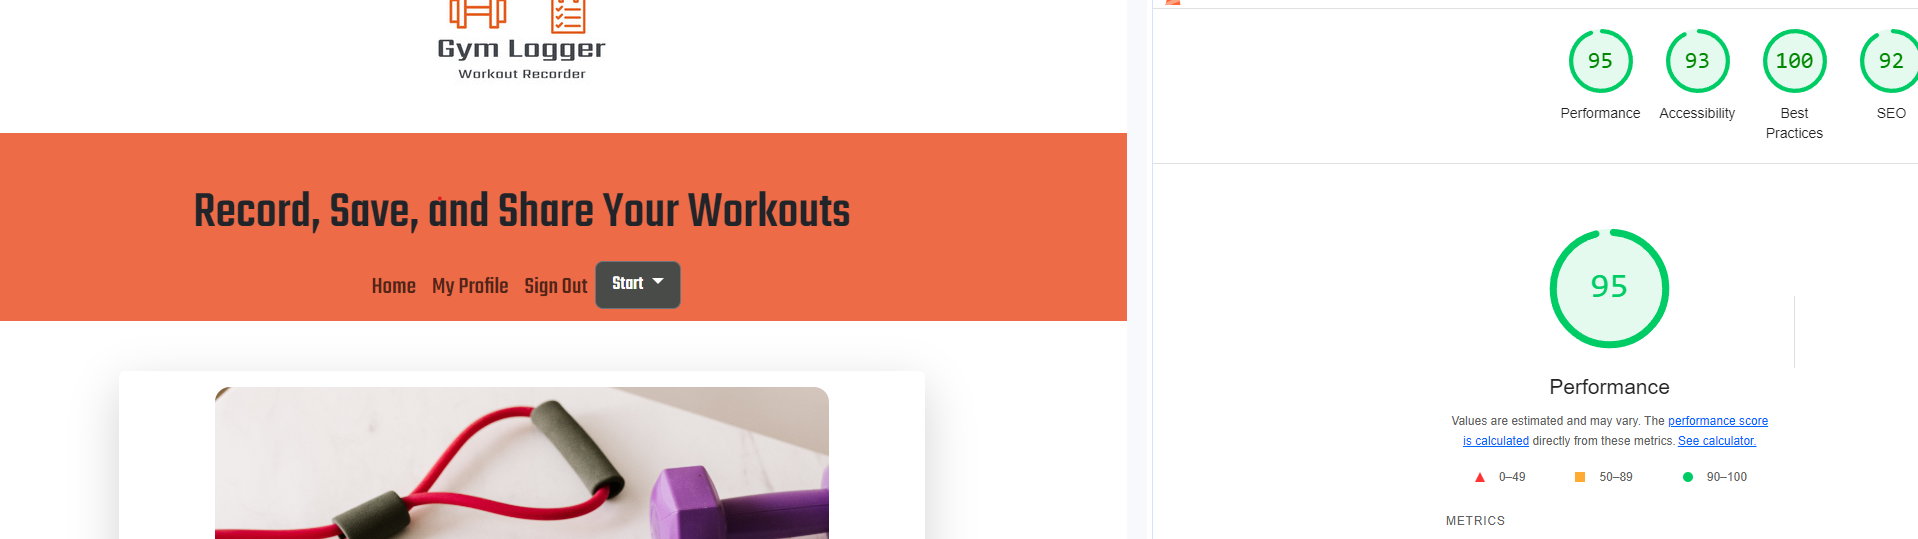 Gym Logger
Workout Recorder
Record, Save, and Share Your Workouts
Home My Profile Sign Out Start
95
93
100
92
Performance
Accessibility
Best
Practices
SEO
95
Performance
Values are estimated and may vary. The performance score
is calculated directly from these metrics. See calculator.
0–49
50–89
90–100
METRICS